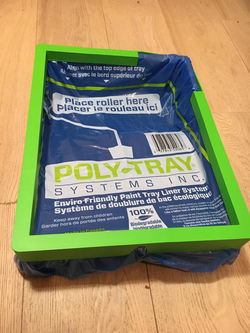 Align with the top edge of tray
Aligner avec le bord supérieur du
Place roller here
Placer le rouleau ici
POLY-TRAY
SYSTEMS INC.
Enviro Friendly Paint Tray Liner System
Système de doublure de bac écologique
Keep away from children
Garder hors de portée des enfants
100%
Biodegradable